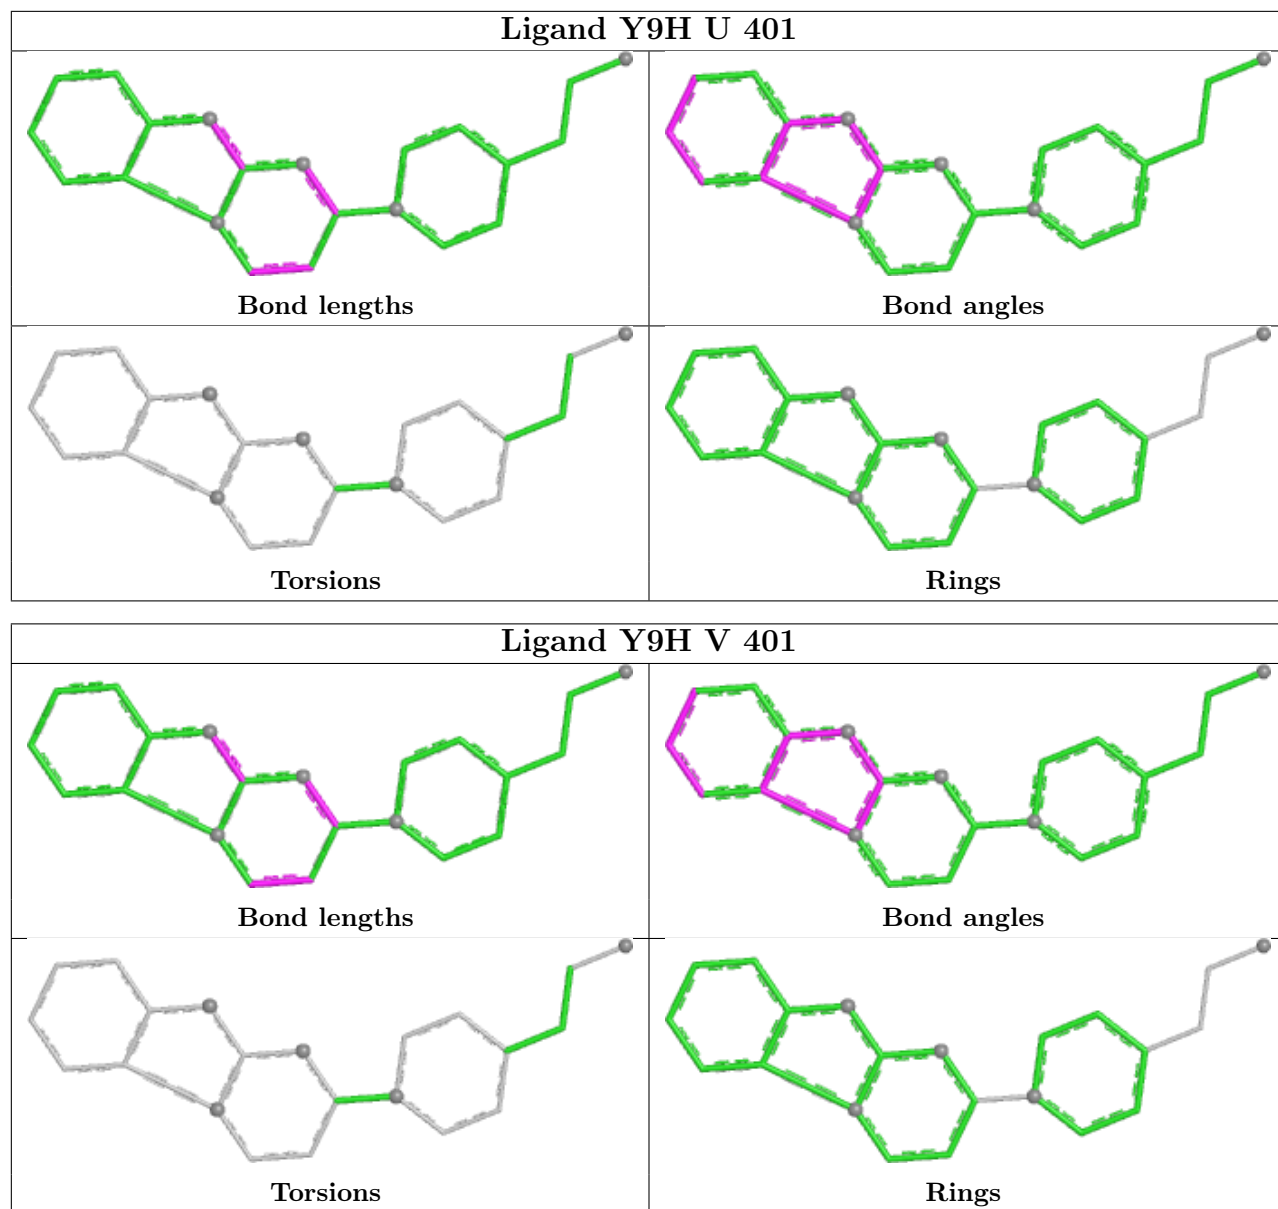 Ligand Y9H U 401
Bond lengths
Bond angles
Torsions
Rings
Ligand Y9H V 401
Bond lengths
Bond angles
Torsions
Rings